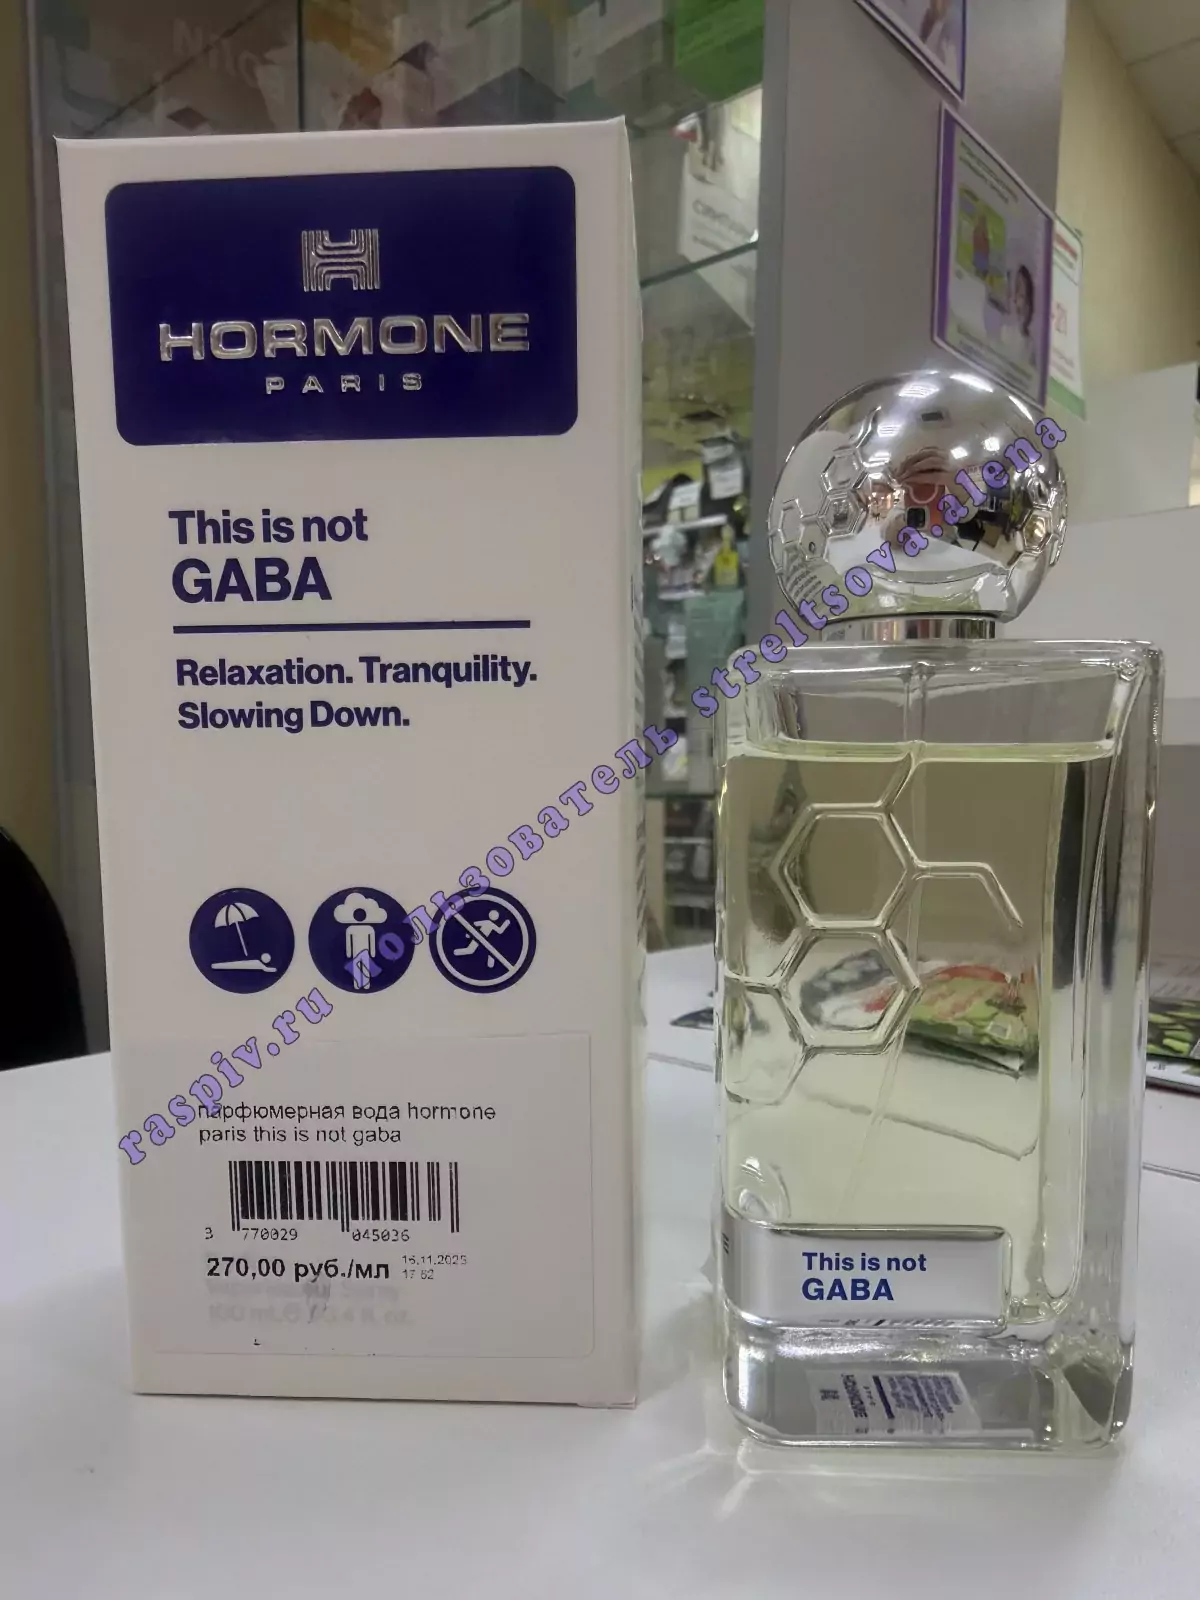 HORMONE
PARIS
This is not
GABA
Relaxation. Tranquility.
Slowing Down.
raspiv.ru пользователь streltsova.alena
парфюмерная вода hormone
paris this is not gaba
3 770029 045036
270,00 руб./мл
This is not
GABA
HORMONE